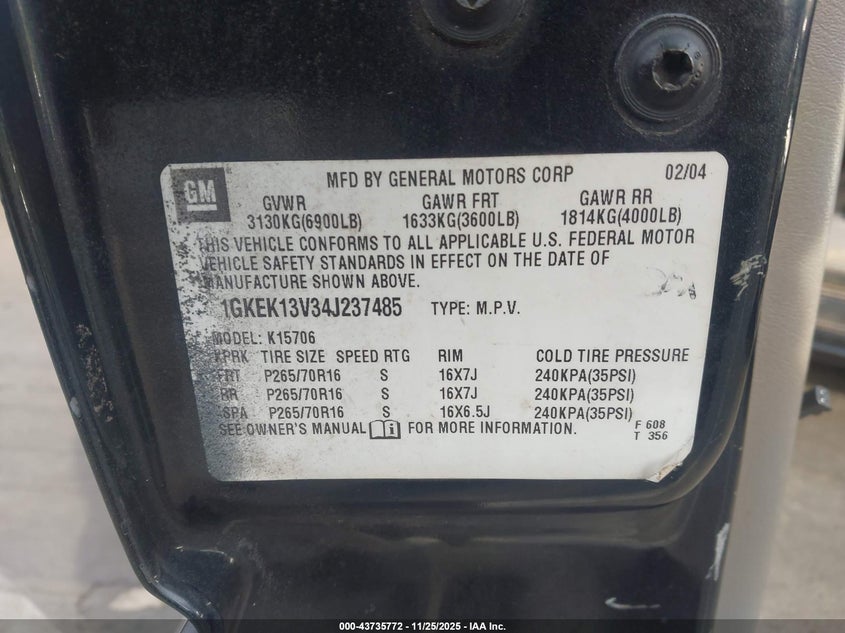 GM
MFD BY GENERAL MOTORS CORP 02/04
GVWR GAWR FRT GAWR RR
3130KG(6900LB) 1633KG(3600LB) 1814KG(4000LB)
THIS VEHICLE CONFORMS TO ALL APPLICABLE U.S. FEDERAL MOTOR
VEHICLE SAFETY STANDARDS IN EFFECT ON THE DATE OF
MANUFACTURE SHOWN ABOVE.
1GKEK13V34J237485 TYPE: M.P.V.
MODEL: K15706
KPRK TIRE SIZE SPEED RTG RIM COLD TIRE PRESSURE
FRT P265/70R16 S 16X7J 240KPA(35PSI)
RR P265/70R16 S 16X7J 240KPA(35PSI)
SPA P265/70R16 S 16X6.5J 240KPA(35PSI)
SEE OWNER'S MANUAL i FOR MORE INFORMATION.
F 608
T 356
000-43735772 - 11/25/2025 - IAA Inc.